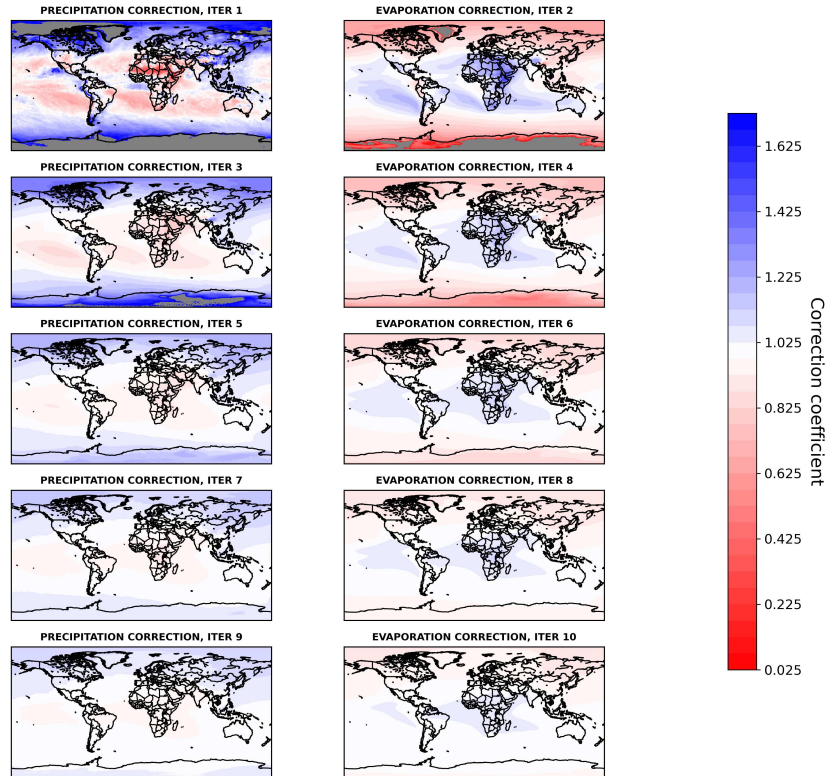 PRECIPITATION CORRECTION, ITER 1
EVAPORATION CORRECTION, ITER 2
PRECIPITATION CORRECTION, ITER 3
EVAPORATION CORRECTION, ITER 4
PRECIPITATION CORRECTION, ITER 5
EVAPORATION CORRECTION, ITER 6
PRECIPITATION CORRECTION, ITER 7
EVAPORATION CORRECTION, ITER 8
PRECIPITATION CORRECTION, ITER 9
EVAPORATION CORRECTION, ITER 10
1.625
1.425
1.225
1.025
0.825
0.625
0.425
0.225
0.025
Correction coefficient